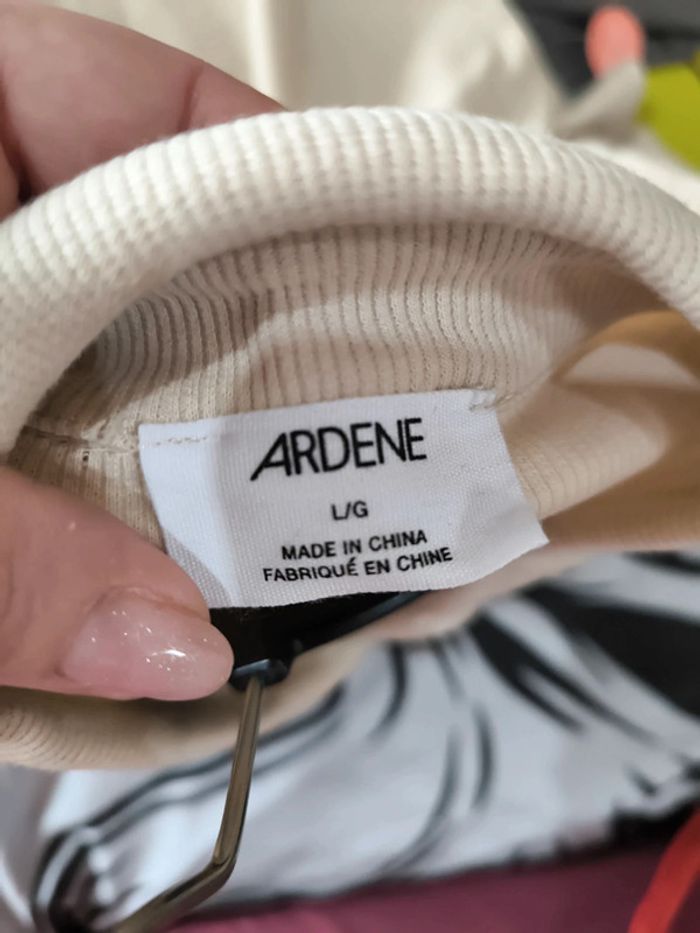 ARDENE
L/G
MADE IN CHINA
FABRIQUÉ EN CHINE